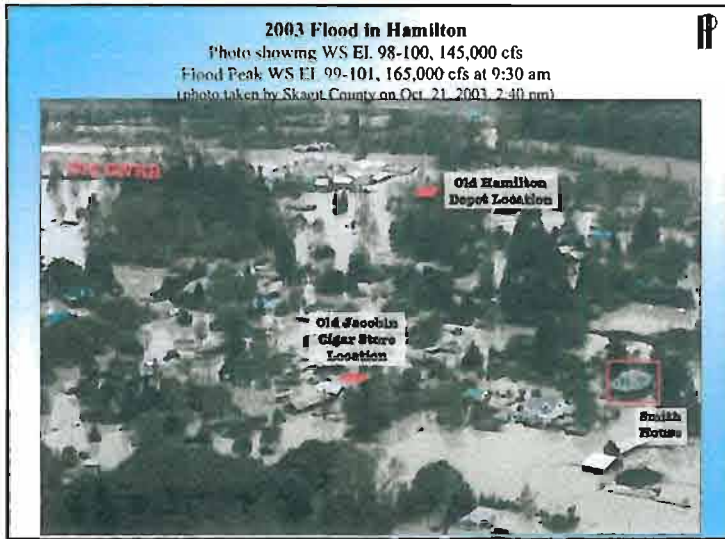 2003 Flood in Hamilton
Photo showing WS El. 98-100, 145,000 cfs
Flood Peak WS El. 99-101, 165,000 cfs at 9:30 am
(photo taken by Skagit County on Oct. 21, 2003, 2:40 pm)
Old Hamilton
Depot Location
Old Jacobin
Cigar Store
Location
Smith
House